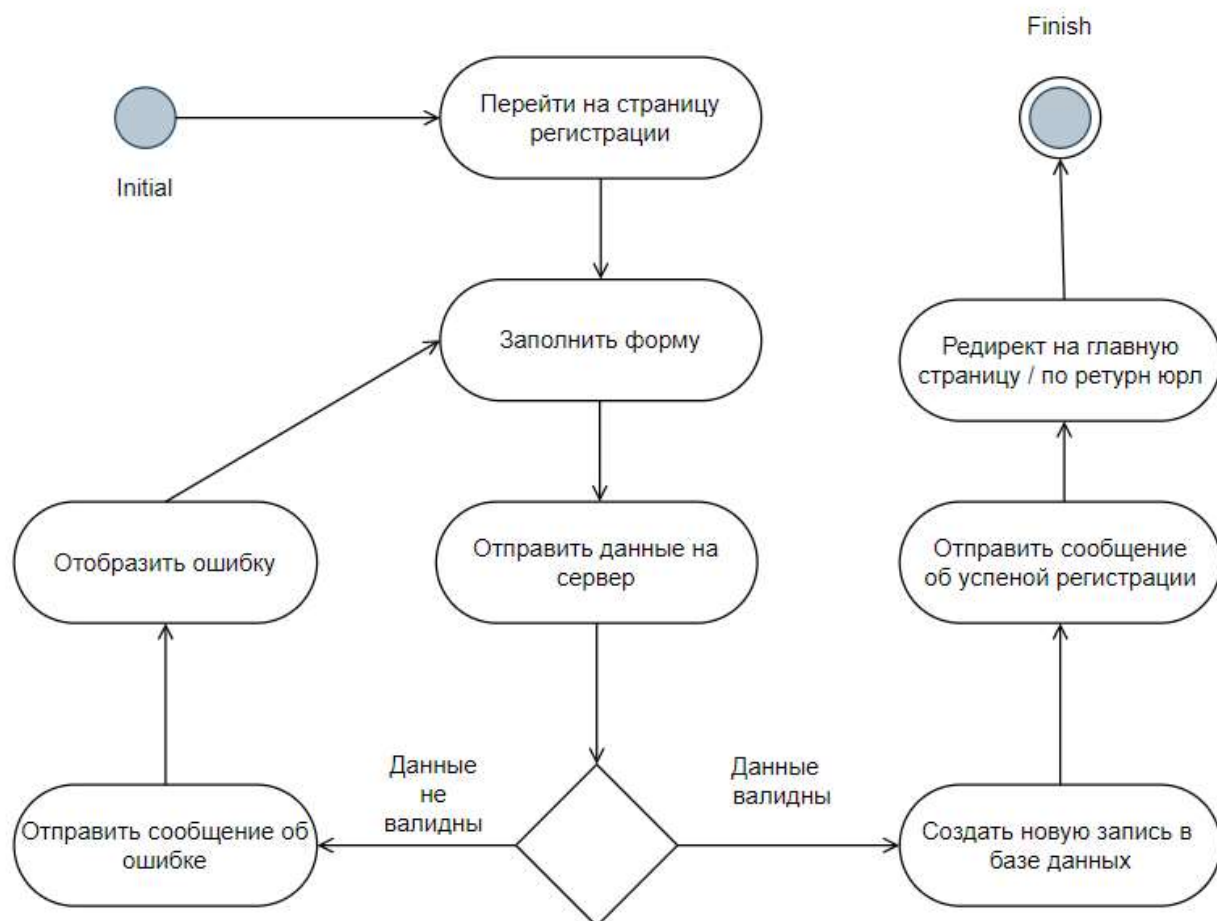 Finish
Перейти на страницу
регистрации
Initial
Заполнить форму
Редирект на главную
страницу / по ретурн юрл
Отобразить ошибку
Отправить данные на
сервер
Отправить сообщение
об успеной регистрации
Данные
не
валидны
Данные
валидны
Отправить сообщение об
ошибке
Создать новую запись в
базе данных